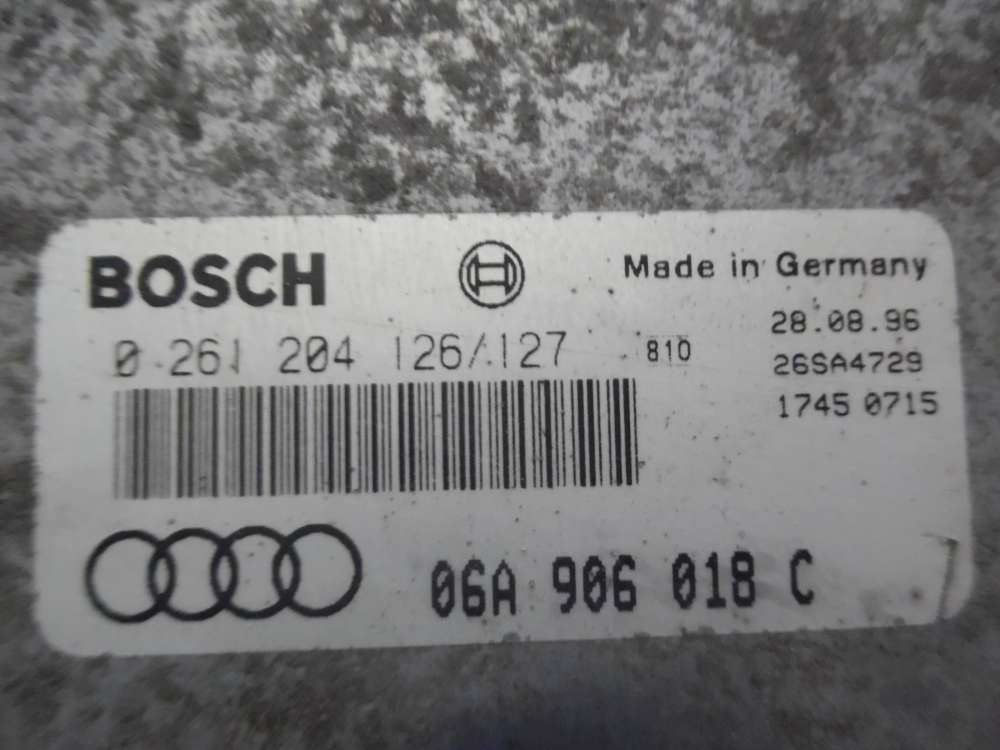 BOSCH
Made in Germany
28.08.96
0 261 204 126/127
810
26SA4729
1745 0715
06A 906 018 C